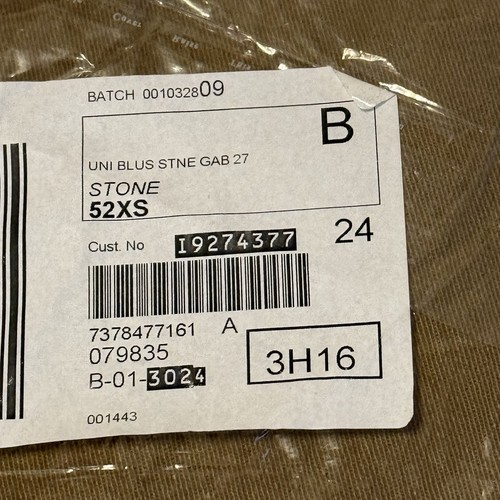 BATCH 00103280​9
B
UNI BLUS STNE GAB 27
STONE
52XS
Cust. No I9274377
24
7378477161 A
079835
3H16
B-01-3024
001443